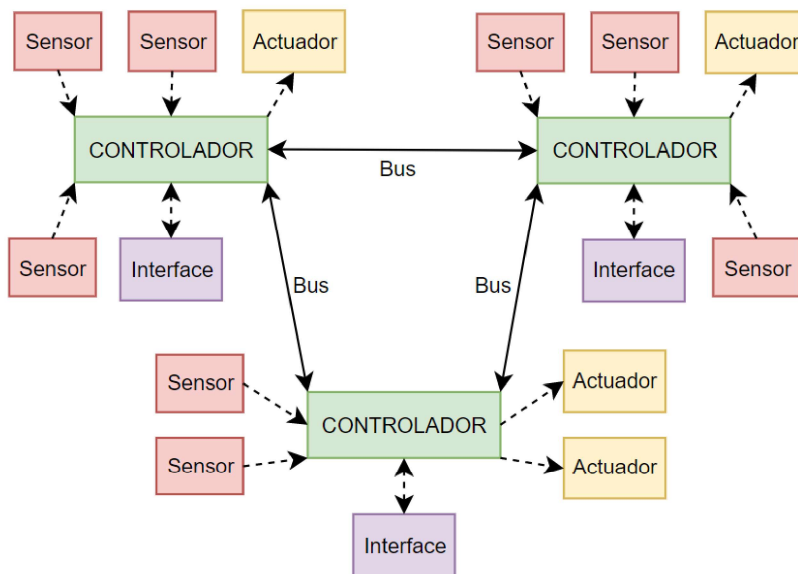 Sensor
Sensor
Actuador
Sensor
Sensor
Actuador
CONTROLADOR
CONTROLADOR
Bus
Sensor
Interface
Interface
Sensor
Bus
Bus
Sensor
Actuador
CONTROLADOR
Sensor
Actuador
Interface